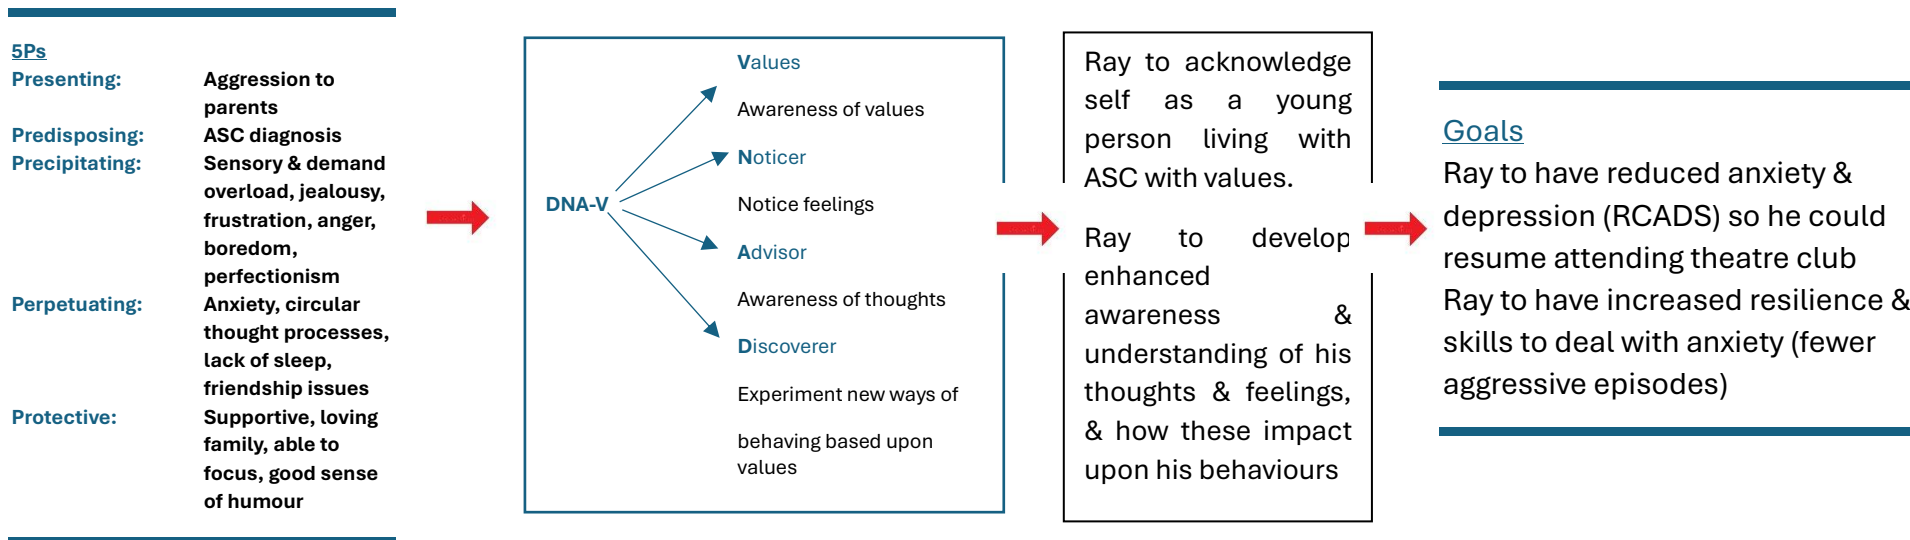 5Ps
Presenting: Aggression to
parents
Predisposing: ASC diagnosis
Precipitating: Sensory & demand
overload, jealousy,
frustration, anger,
boredom,
perfectionism
Perpetuating: Anxiety, circular
thought processes,
lack of sleep,
friendship issues
Protective: Supportive, loving
family, able to
focus, good sense
of humour
DNA-V
Values
Awareness of values
Noticer
Notice feelings
Advisor
Awareness of thoughts
Discoverer
Experiment new ways of
behaving based upon
values
Ray to acknowledge
self as a young
person living with
ASC with values.
Ray to develop
enhanced
awareness &
understanding of his
thoughts & feelings,
& how these impact
upon his behaviours
Goals
Ray to have reduced anxiety &
depression (RCADS) so he could
resume attending theatre club
Ray to have increased resilience &
skills to deal with anxiety (fewer
aggressive episodes)